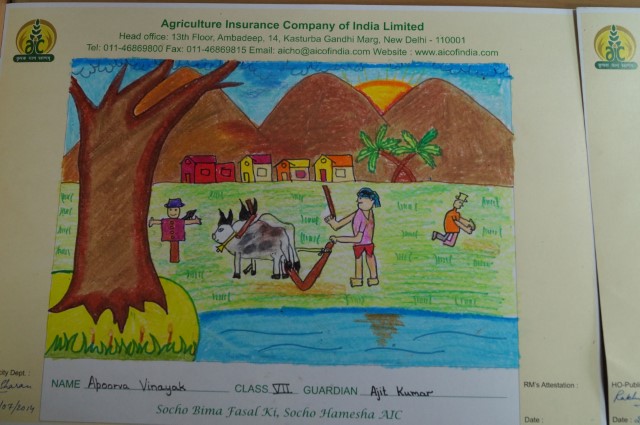 Agriculture Insurance Company of India Limited
Head office: 13th Floor, Ambadeep, 14, Kasturba Gandhi Marg, New Delhi - 110001
Tel: 011-46869800 Fax: 011-46869815 Email: aicho@aicofindia.com Website : www.aicofindia.com
AIC
AIC
NAME Apoorva Vinayak CLASS VII GUARDIAN Ajit Kumar
Socho Bima Fasal Ki, Socho Hamesha AIC
Dept :
/07/2014
RM's Attestation :
Date :
HO-Public
Date :